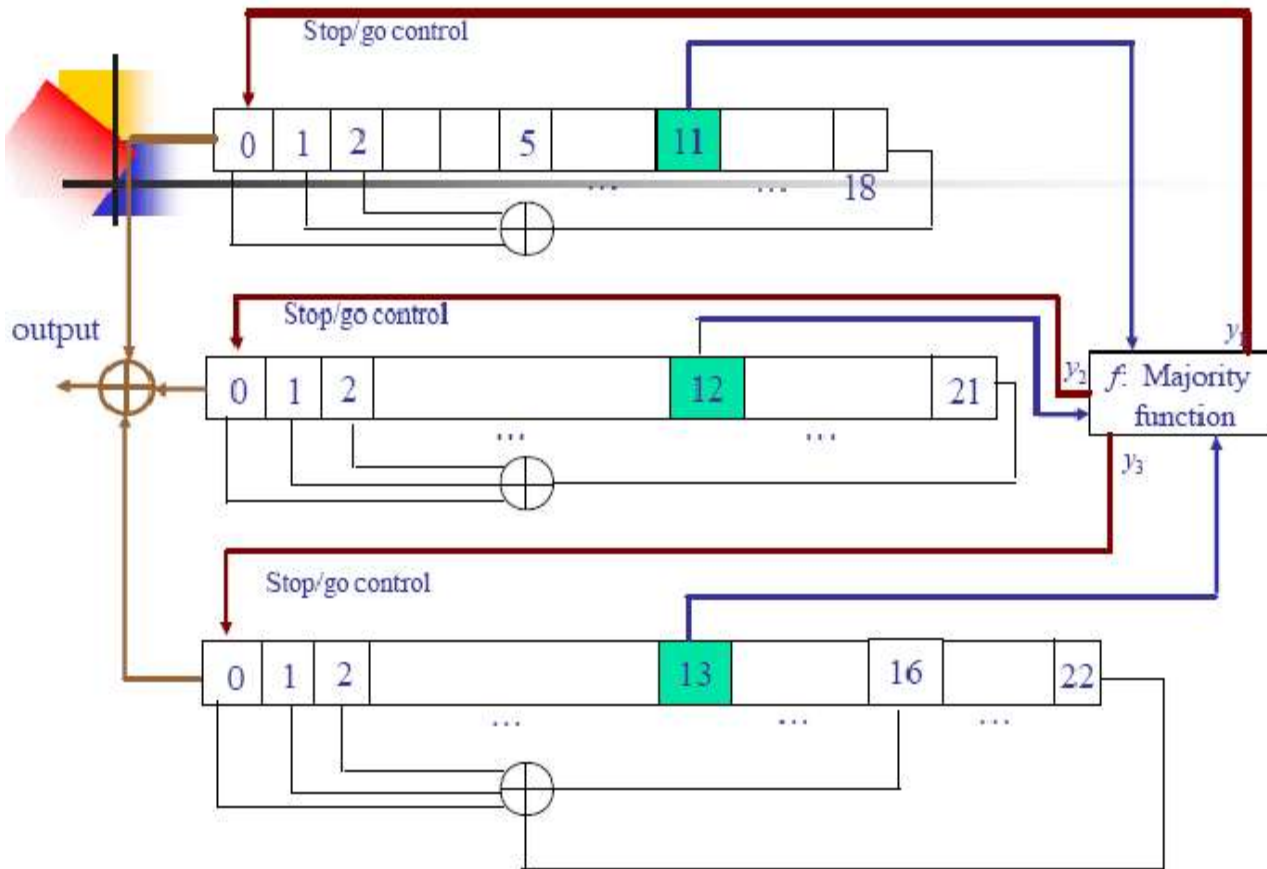 Stop/go control
0 1 2 5 11
... ... 18
Stop/go control
output
y1
y2
f: Majority
function
0 1 2 12 21
... ...
y3
Stop/go control
0 1 2 13 16 22
... ... ...